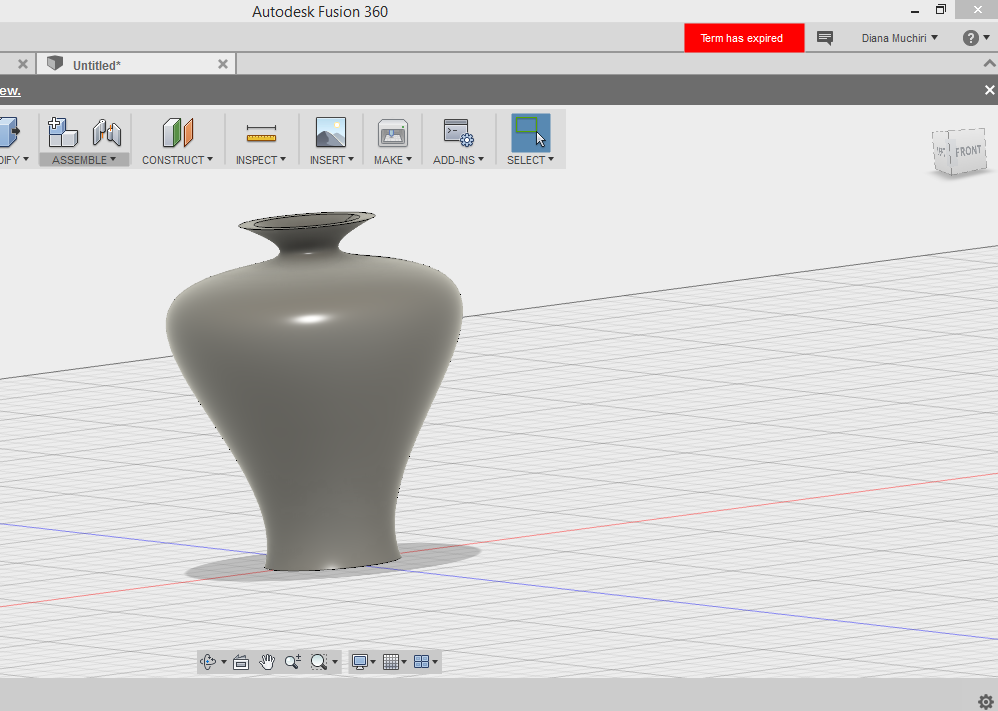 Autodesk Fusion 360
Term has expired
Diana Muchiri
?
Untitled*
ew.
DIFY
ASSEMBLE
CONSTRUCT
INSPECT
INSERT
MAKE
ADD-INS
SELECT
FRONT